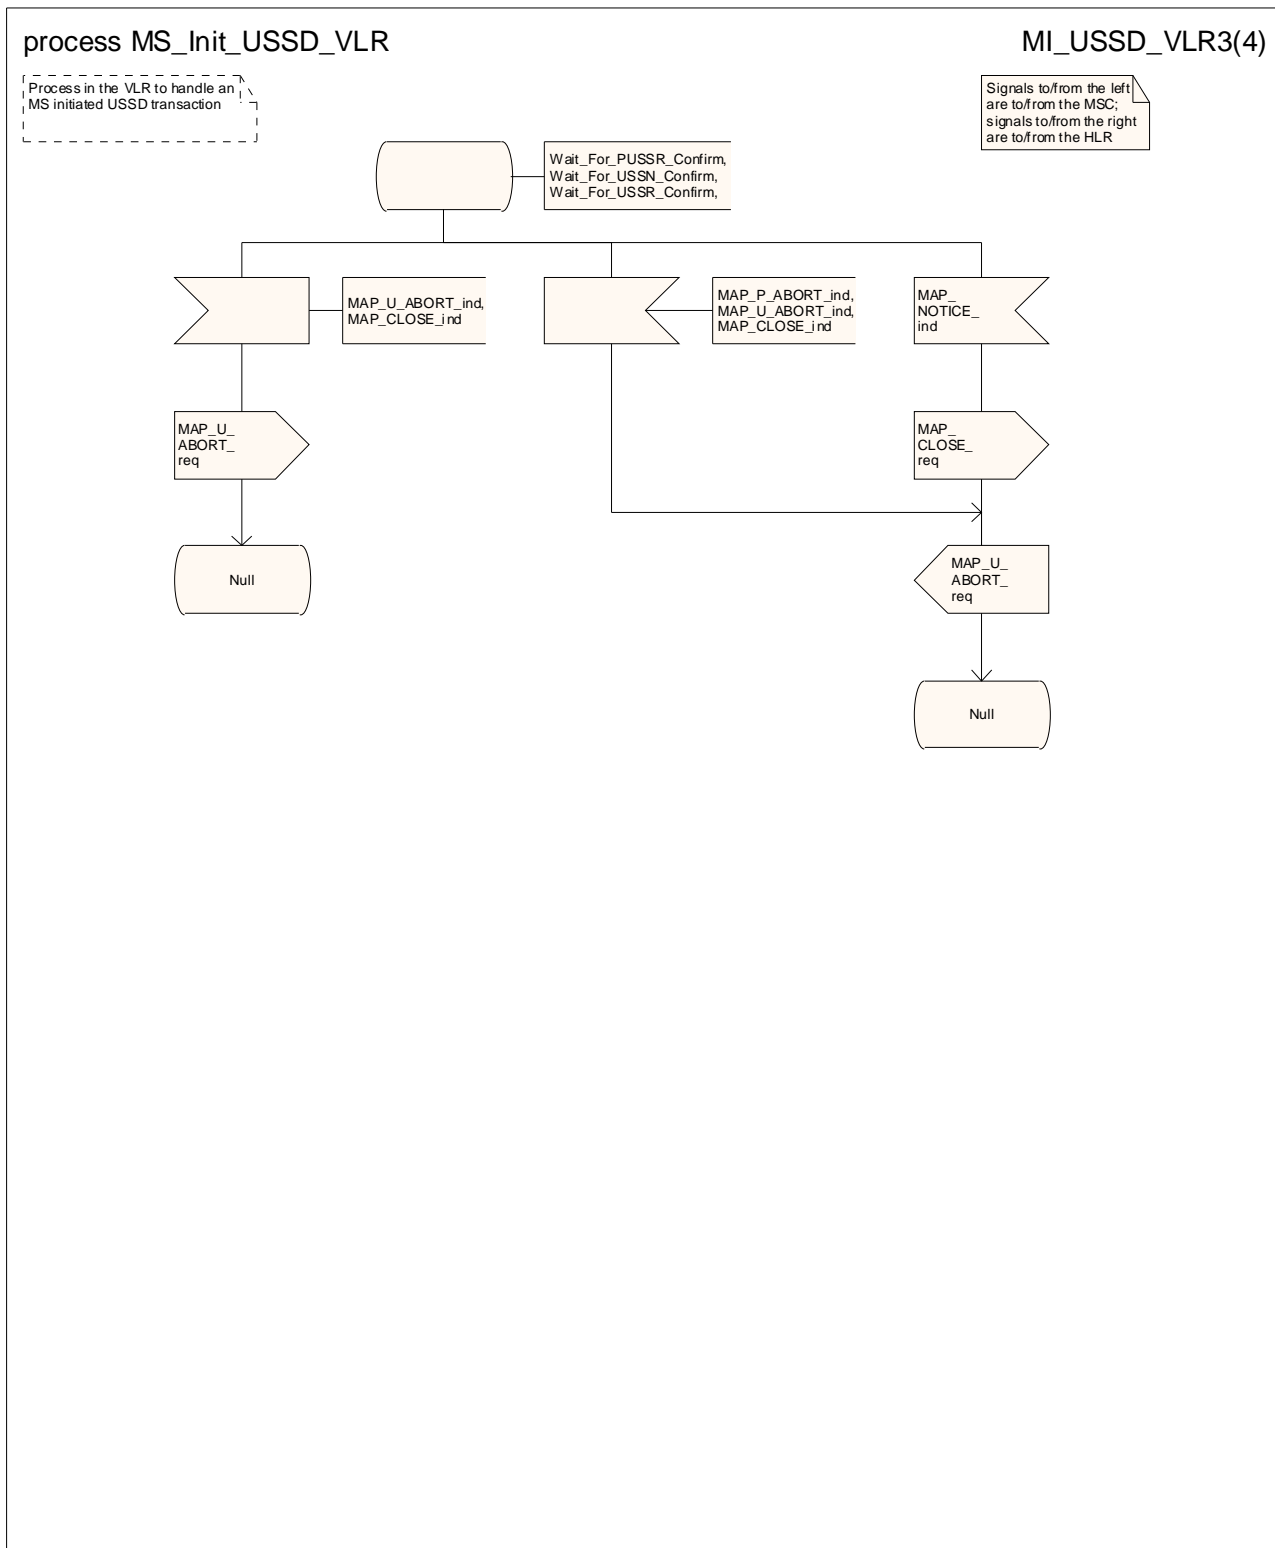 process MS_Init_USSD_VLR
MI_USSD_VLR3(4)
Process in the VLR to handle an
MS initiated USSD transaction
Signals to/from the left
are to/from the MSC;
signals to/from the right
are to/from the HLR
Wait_For_PUSSR_Confirm,
Wait_For_USSN_Confirm,
Wait_For_USSR_Confirm,
MAP_U_ABORT_ind,
MAP_CLOSE_ind
MAP_P_ABORT_ind,
MAP_U_ABORT_ind,
MAP_CLOSE_ind
MAP_
NOTICE_
ind
MAP_U_
ABORT_
req
MAP_
CLOSE_
req
Null
MAP_U_
ABORT_
req
Null